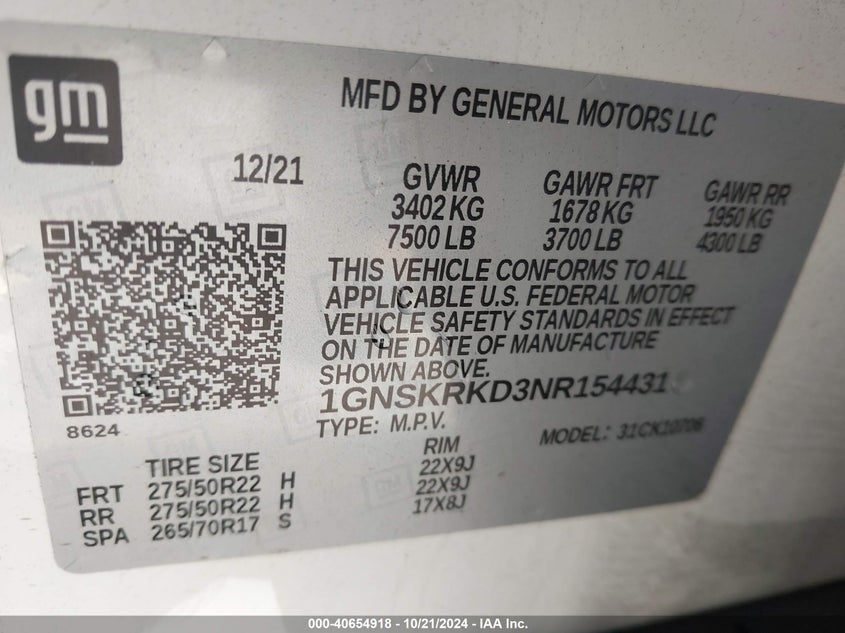 gm
MFD BY GENERAL MOTORS LLC
12/21
GVWR GAWR FRT GAWR RR
3402 KG 1678 KG 1950 KG
7500 LB 3700 LB 4300 LB
THIS VEHICLE CONFORMS TO ALL
APPLICABLE U.S. FEDERAL MOTOR
VEHICLE SAFETY STANDARDS IN EFFECT
ON THE DATE OF MANUFACTURE
SHOWN ABOVE.
1GNSKRKD3NR154431
8624
TYPE: M.P.V. MODEL: 31CK10706
TIRE SIZE RIM
FRT 275/50R22 H 22X9J
RR 275/50R22 H 22X9J
SPA 265/70R17 S 17X8J
000-40654918 - 10/21/2024 - IAA Inc.